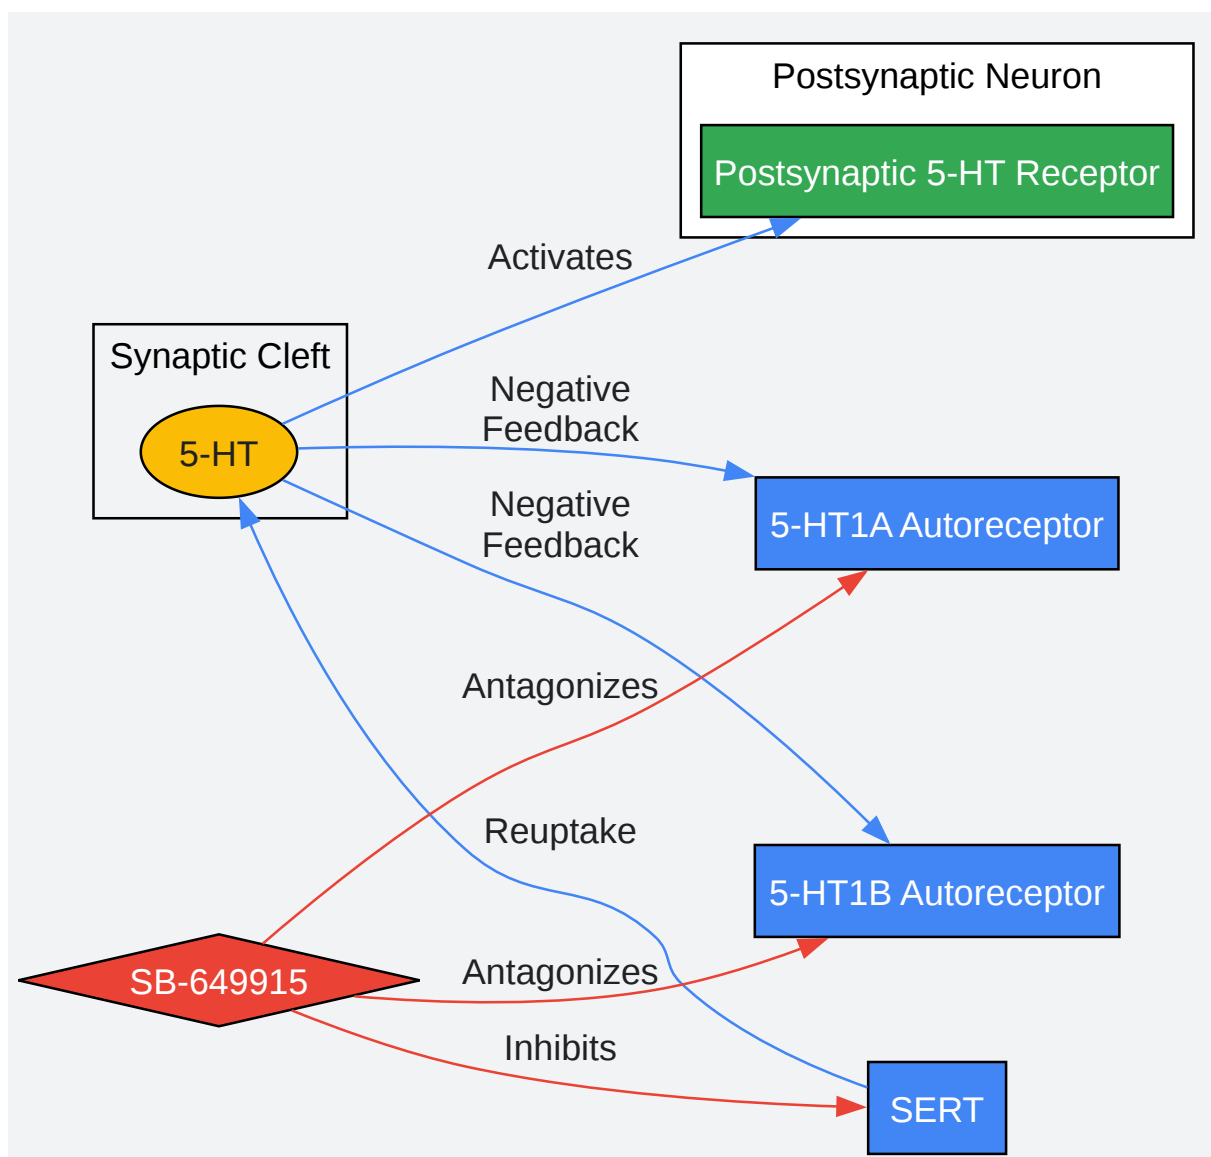 Postsynaptic Neuron
Postsynaptic 5-HT Receptor
Activates
Synaptic Cleft
5-HT
Negative
Feedback
Negative
Feedback
5-HT1A Autoreceptor
Antagonizes
Reuptake
5-HT1B Autoreceptor
SB-649915
Antagonizes
Inhibits
SERT